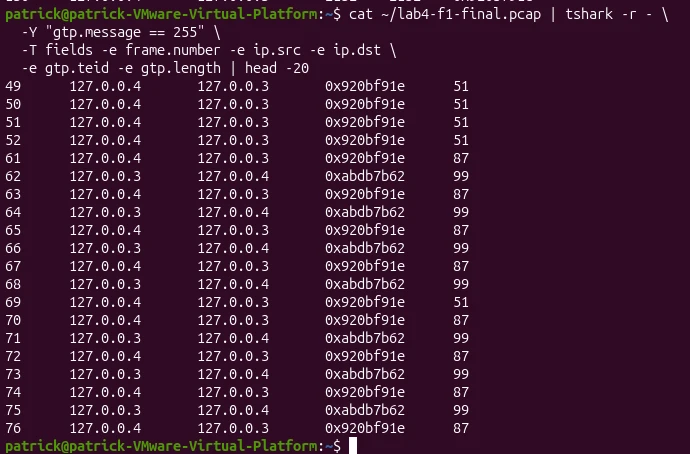 patrick@patrick-VMware-Virtual-Platform:~$ cat ~/lab4-f1-final.pcap | tshark -r - \
-Y "gtp.message == 255" \
-T fields -e frame.number -e ip.src -e ip.dst \
-e gtp.teid -e gtp.length | head -20
49 127.0.0.4 127.0.0.3 0x920bf91e 51
50 127.0.0.4 127.0.0.3 0x920bf91e 51
51 127.0.0.4 127.0.0.3 0x920bf91e 51
52 127.0.0.4 127.0.0.3 0x920bf91e 51
61 127.0.0.4 127.0.0.3 0x920bf91e 87
62 127.0.0.3 127.0.0.4 0xabdb7b62 99
63 127.0.0.4 127.0.0.3 0x920bf91e 87
64 127.0.0.3 127.0.0.4 0xabdb7b62 99
65 127.0.0.4 127.0.0.3 0x920bf91e 87
66 127.0.0.3 127.0.0.4 0xabdb7b62 99
67 127.0.0.4 127.0.0.3 0x920bf91e 87
68 127.0.0.3 127.0.0.4 0xabdb7b62 99
69 127.0.0.4 127.0.0.3 0x920bf91e 51
70 127.0.0.4 127.0.0.3 0x920bf91e 87
71 127.0.0.3 127.0.0.4 0xabdb7b62 99
72 127.0.0.4 127.0.0.3 0x920bf91e 87
73 127.0.0.3 127.0.0.4 0xabdb7b62 99
74 127.0.0.4 127.0.0.3 0x920bf91e 87
75 127.0.0.3 127.0.0.4 0xabdb7b62 99
76 127.0.0.4 127.0.0.3 0x920bf91e 87
patrick@patrick-VMware-Virtual-Platform:~$